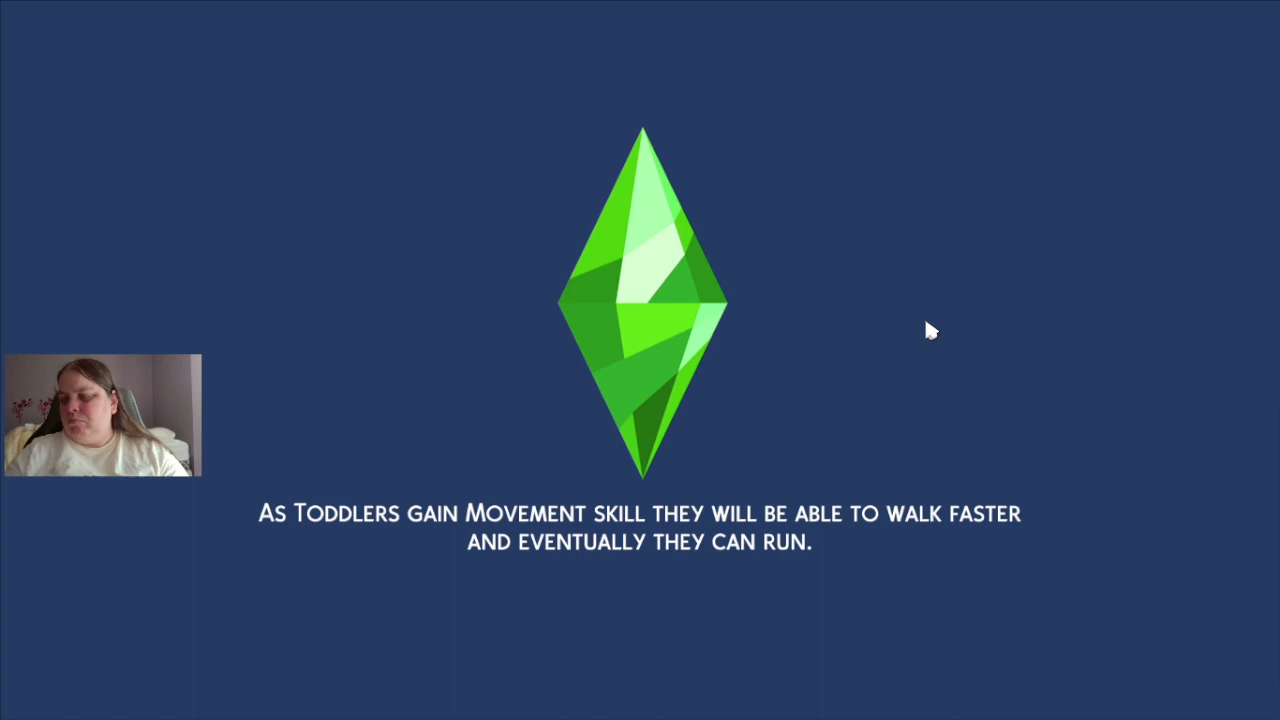 As Toddlers gain Movement skill they will be able to walk faster
and eventually they can run.